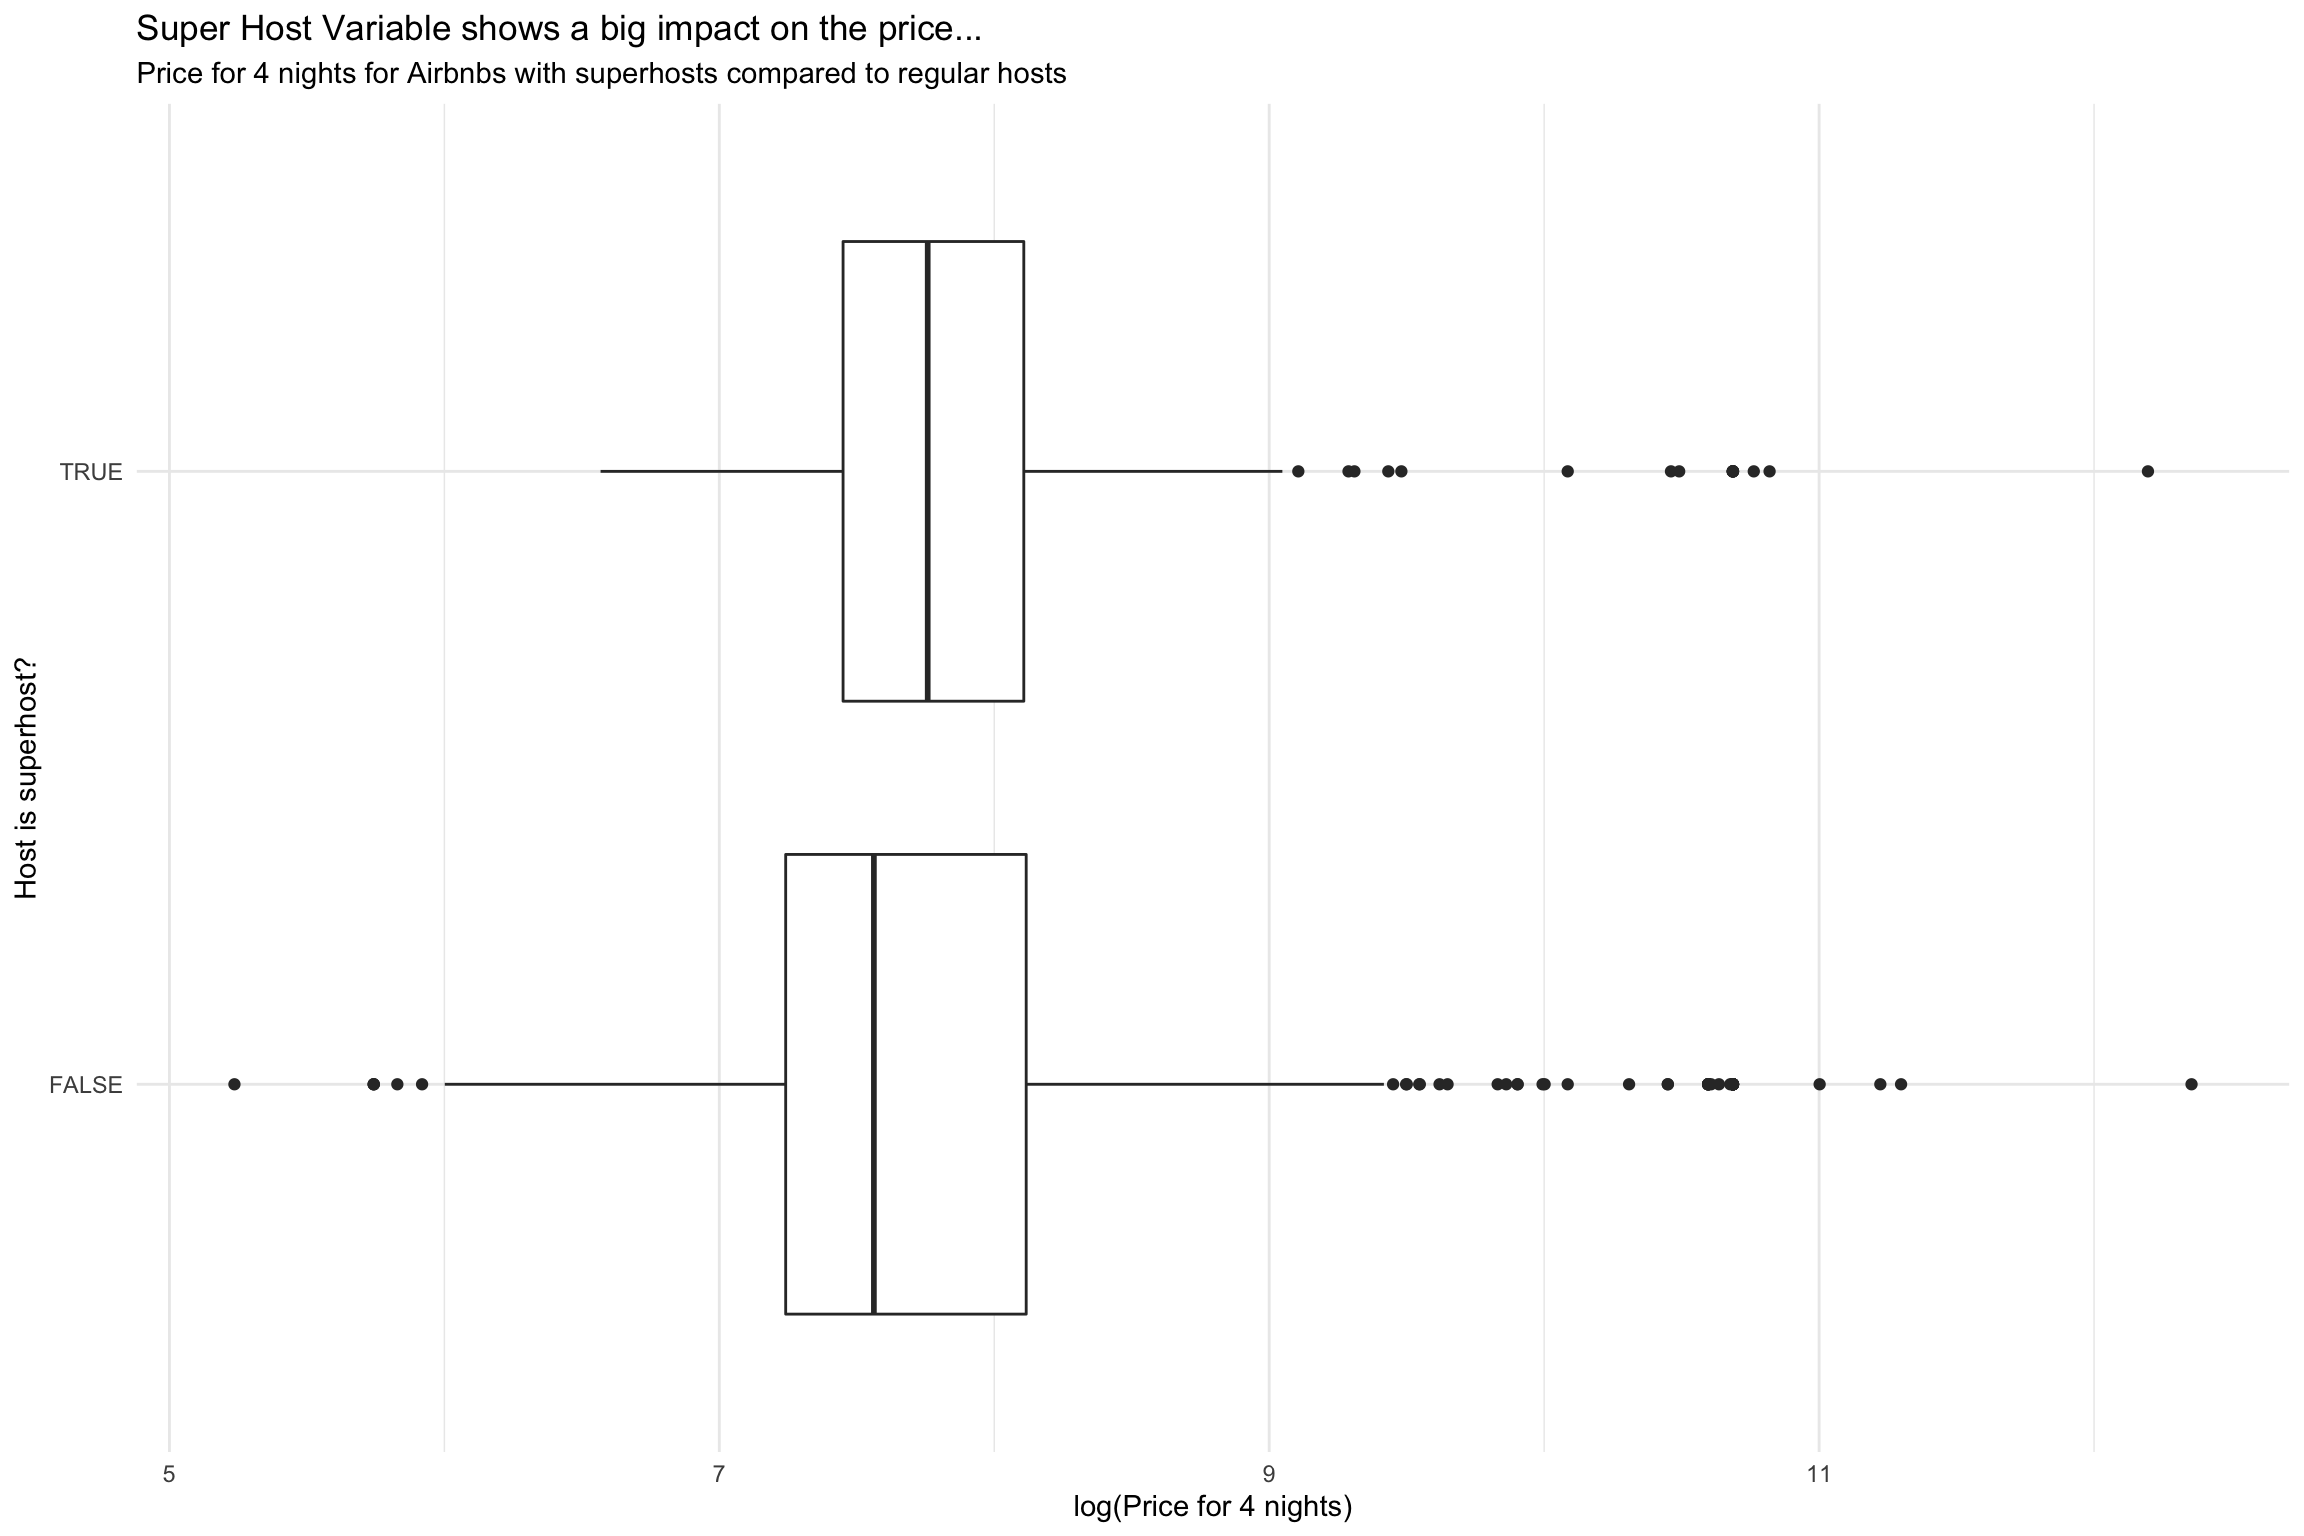 Super Host Variable shows a big impact on the price...
Price for 4 nights for Airbnbs with superhosts compared to regular hosts
Host is superhost?
TRUE
FALSE
5
7
9
11
log(Price for 4 nights)